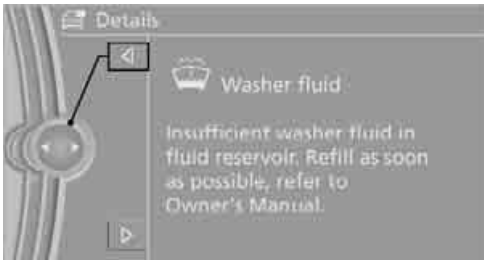 Details
Washer fluid
Insufficient washer fluid in
fluid reservoir. Refill as soon
as possible, refer to
Owner's Manual.